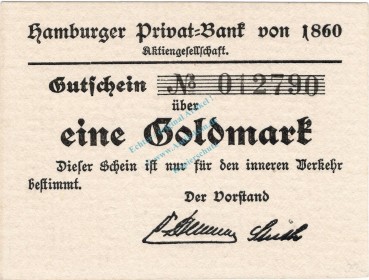 Hamburger Privat-Bank von 1860
Aktiengesellschaft.
Gutschein № 012790
über
eine Goldmark
Dieser Schein ist nur für den inneren Verkehr
bestimmt.
Der Vorstand